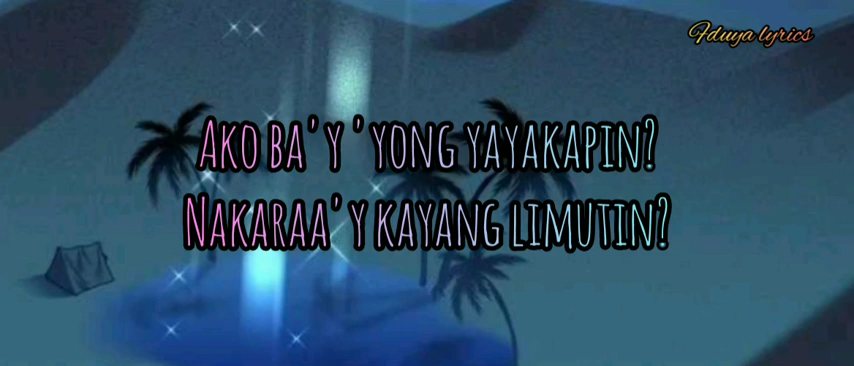 Fduya lyrics
Ako ba'y 'yong yayakapin?
Nakaraa'y kayang limutin?